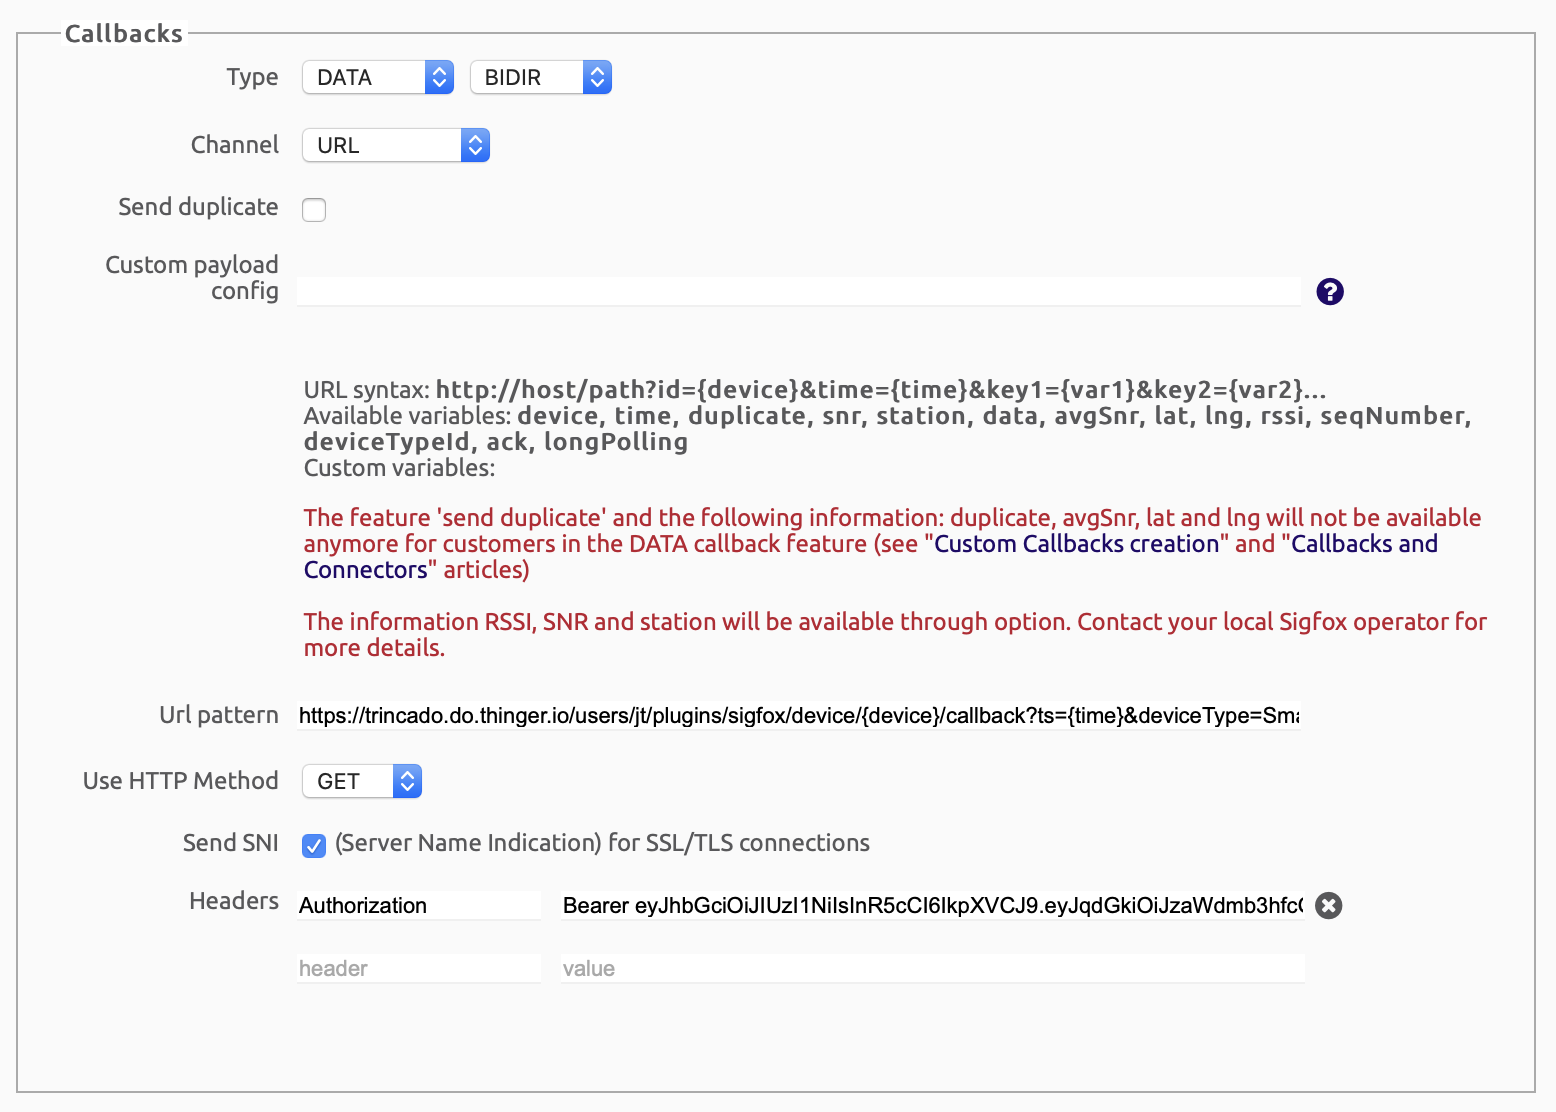 Callbacks
Type DATA BIDIR
Channel URL
Send duplicate
Custom payload
config
?
URL syntax: http://host/path?id={device}&time={time}&key1={var1}&key2={var2}...
Available variables: device, time, duplicate, snr, station, data, avgSnr, lat, lng, rssi, seqNumber,
deviceTypeId, ack, longPolling
Custom variables:
The feature 'send duplicate' and the following information: duplicate, avgSnr, lat and lng will not be available
anymore for customers in the DATA callback feature (see "Custom Callbacks creation" and "Callbacks and
Connectors" articles)
The information RSSI, SNR and station will be available through option. Contact your local Sigfox operator for
more details.
Url pattern https://trincado.do.thinger.io/users/jt/plugins/sigfox/device/{device}/callback?ts={time}&deviceType=Sma
Use HTTP Method GET
Send SNI (Server Name Indication) for SSL/TLS connections
Headers Authorization Bearer eyJhbGciOiJIUzI1NiIsInR5cCI6IkpXVCJ9.eyJqdGkiOiJzaWdmb3hfc
header value